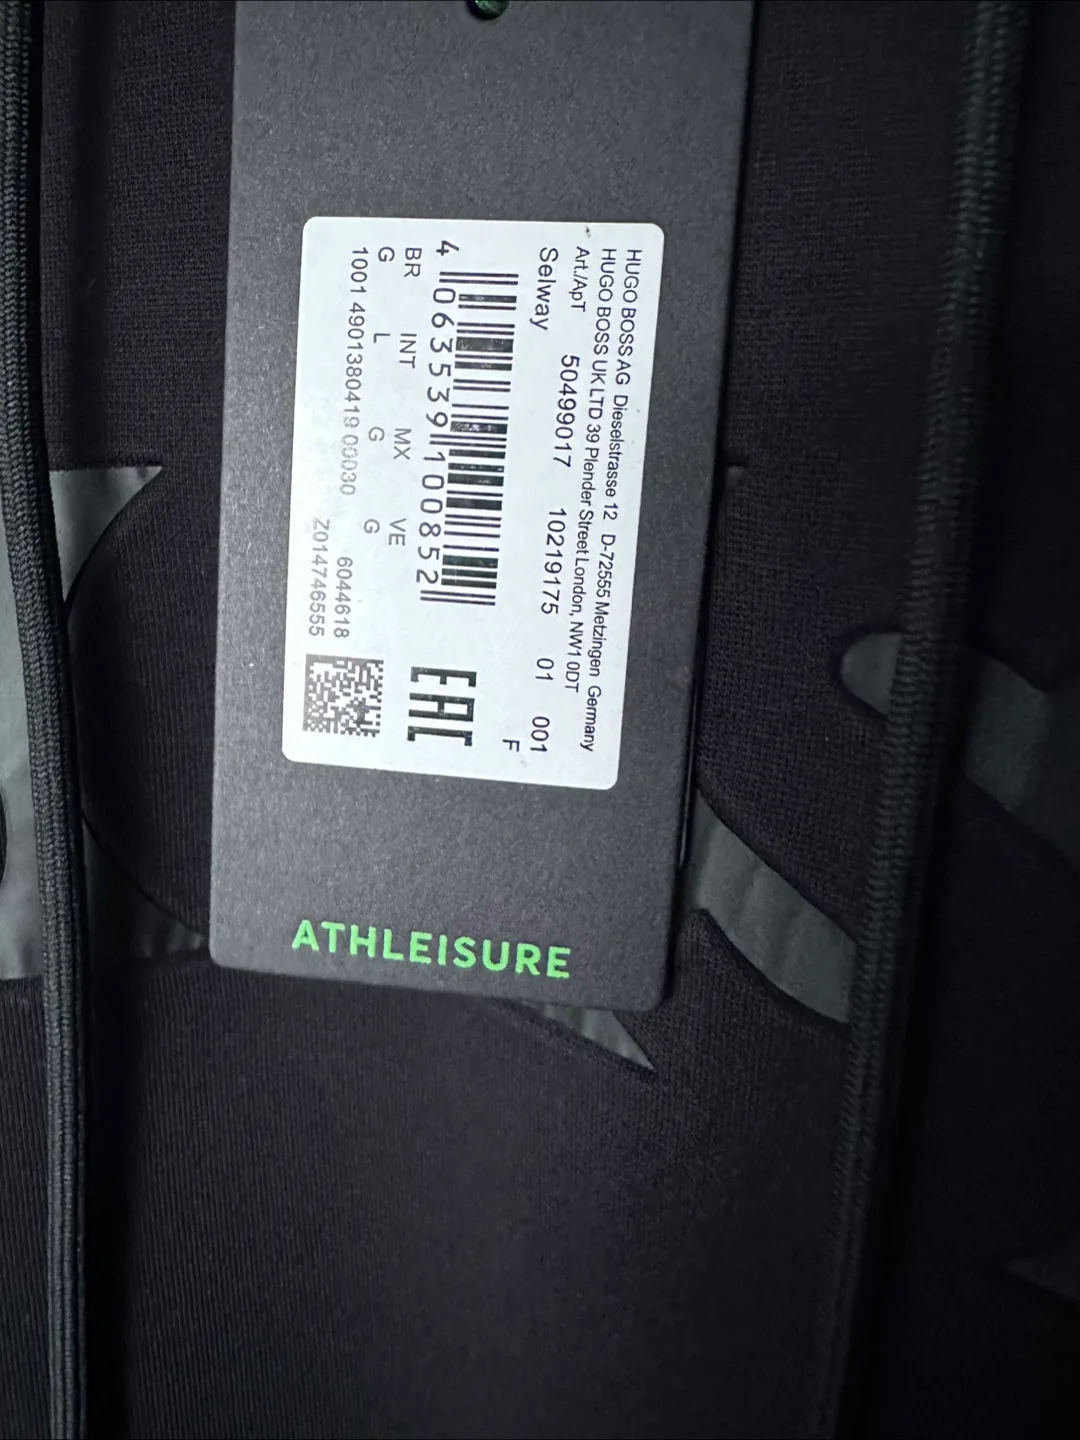 HUGO BOSS AG Dieselstrasse 12 D-72555 Metzingen Germany
HUGO BOSS UK LTD 39 Plender Street London, NW1 0DT
Art./ApT 50499017 10219175 01 001
Selway F
4 063539 100852
EAC
BR INT MX VE
G L G G
1001 4901380419 00030 6044618
Z014746555
ATHLEISURE